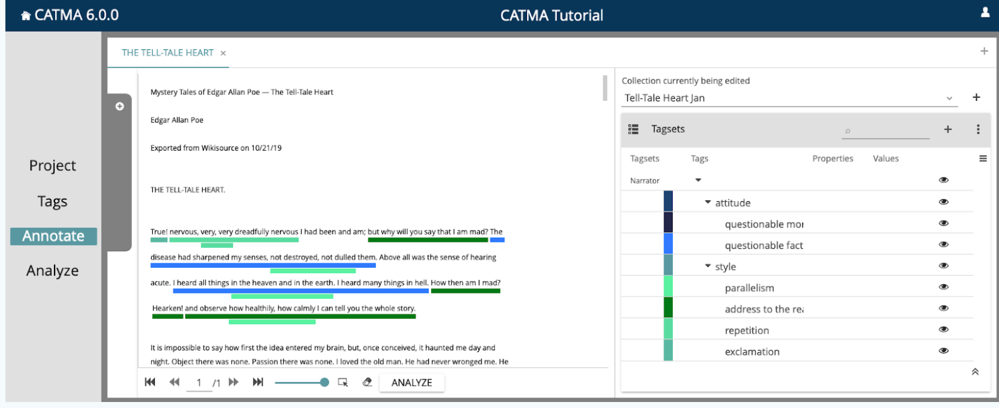 CATMA 6.0.0
CATMA Tutorial
Project
Tags
Annotate
Analyze
THE TELL-TALE HEART ×
Mystery Tales of Edgar Allan Poe — The Tell-Tale Heart
Edgar Allan Poe
Exported from Wikisource on 10/21/19
THE TELL-TALE HEART.
True! nervous, very, very dreadfully nervous I had been and am; but why will you say that I am mad? The
disease had sharpened my senses, not destroyed, not dulled them. Above all was the sense of hearing
acute. I heard all things in the heaven and in the earth. I heard many things in hell. How then am I mad?
Hearken! and observe how healthily, how calmly I can tell you the whole story.
It is impossible to say how first the idea entered my brain, but, once conceived, it haunted me day and
night. Object there was none. Passion there was none. I loved the old man. He had never wronged me. He
1 /1
ANALYZE
Collection currently being edited
Tell-Tale Heart Jan
Tagsets
Tagsets Tags Properties Values
Narrator
attitude
questionable mor
questionable fact
style
parallelism
address to the rea
repetition
exclamation